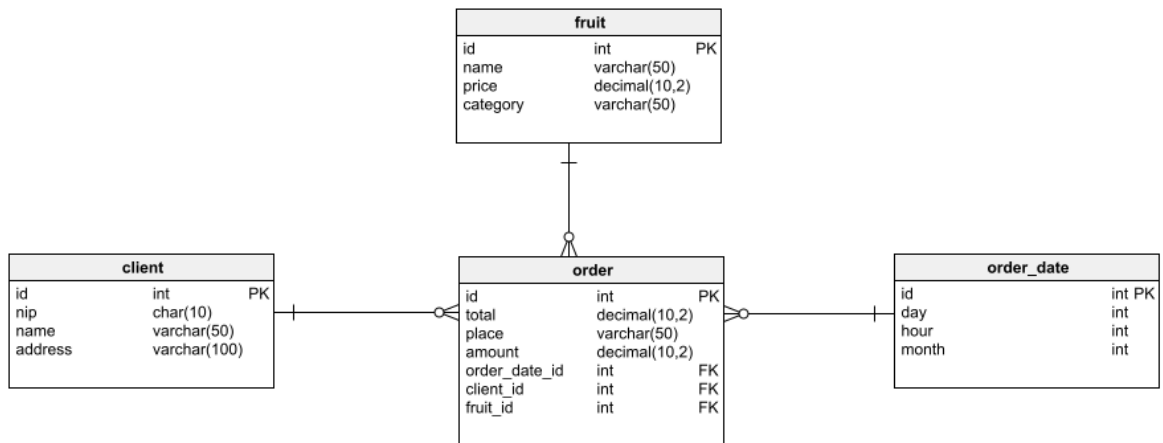 fruit
id int PK
name varchar(50)
price decimal(10,2)
category varchar(50)
client
id int PK
nip char(10)
name varchar(50)
address varchar(100)
order
id int PK
total decimal(10,2)
place varchar(50)
amount decimal(10,2)
order_date_id int FK
client_id int FK
fruit_id int FK
order_date
id int PK
day int
hour int
month int